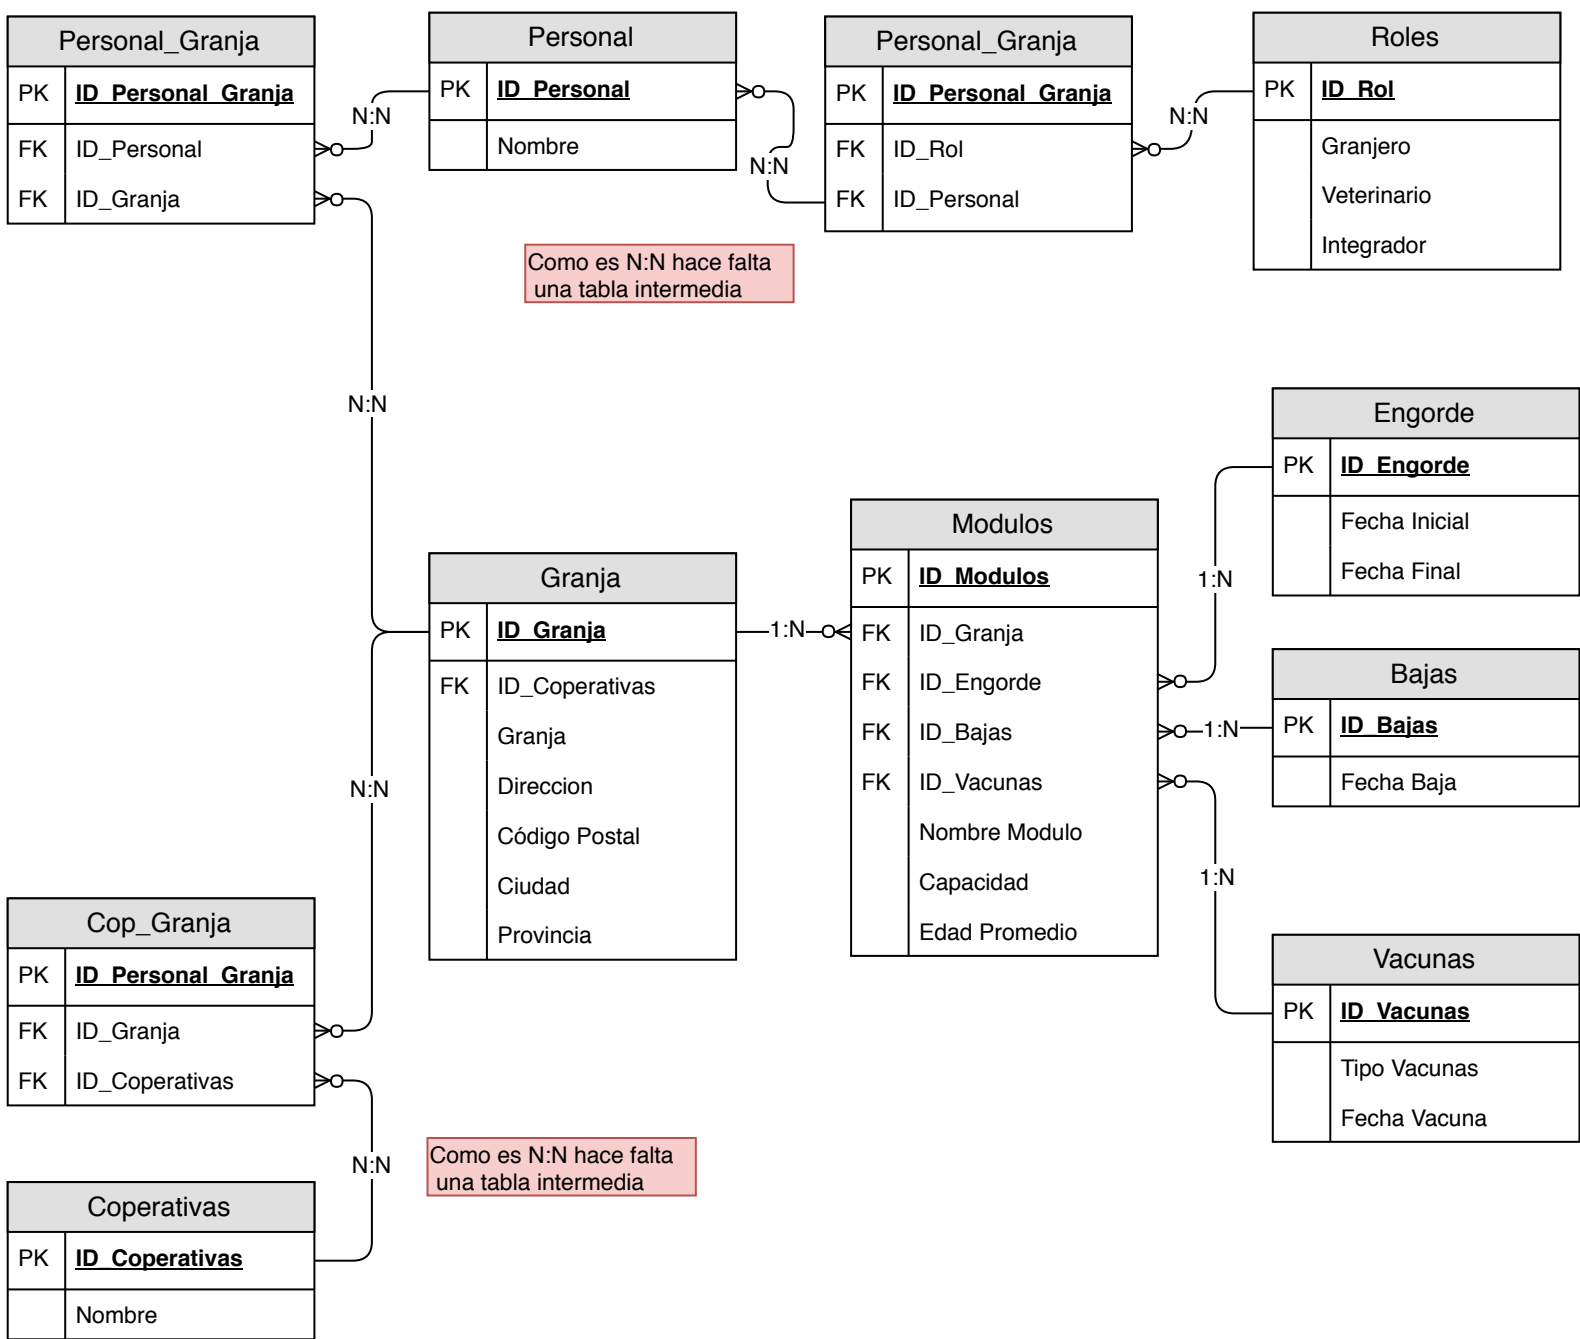 Personal_Granja
PK ID_Personal_Granja
FK ID_Personal
FK ID_Granja
Personal
PK ID_Personal
Nombre
Personal_Granja
PK ID_Personal_Granja
FK ID_Rol
FK ID_Personal
Roles
PK ID_Rol
Granjero
Veterinario
Integrador
N:N
N:N
N:N
Como es N:N hace falta
una tabla intermedia
N:N
Engorde
PK ID_Engorde
Fecha Inicial
Fecha Final
Modulos
PK ID_Modulos
FK ID_Granja
FK ID_Engorde
FK ID_Bajas
FK ID_Vacunas
Nombre Modulo
Capacidad
Edad Promedio
1:N
Granja
PK ID_Granja
FK ID_Coperativas
Granja
Direccion
Código Postal
Ciudad
Provincia
1:N
Bajas
PK ID_Bajas
Fecha Baja
1:N
N:N
1:N
Cop_Granja
PK ID_Personal_Granja
FK ID_Granja
FK ID_Coperativas
Vacunas
PK ID_Vacunas
Tipo Vacunas
Fecha Vacuna
N:N
Como es N:N hace falta
una tabla intermedia
Coperativas
PK ID_Coperativas
Nombre